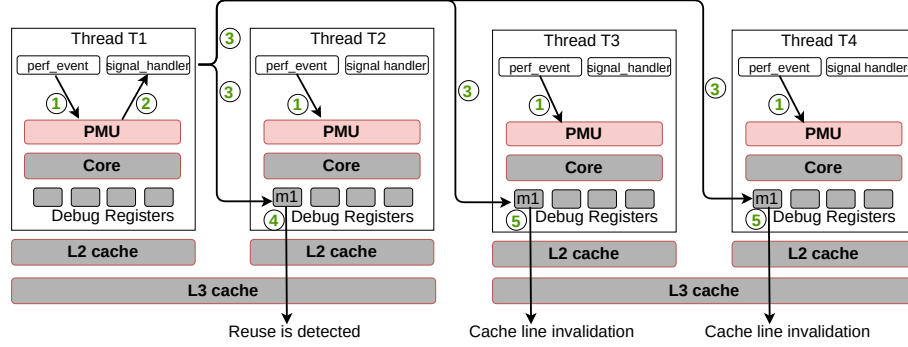 Thread T1
perf_event
signal_handler
1
2
PMU
Core
Debug Registers
L2 cache
3
3
Thread T2
perf_event
signal handler
1
PMU
Core
m1
4
Debug Registers
L2 cache
L3 cache
Reuse is detected
3
Thread T3
perf_event
signal_handler
1
PMU
Core
m1
5
Debug Registers
L2 cache
Cache line invalidation
3
Thread T4
perf_event
signal handler
1
PMU
Core
m1
5
Debug Registers
L2 cache
L3 cache
Cache line invalidation